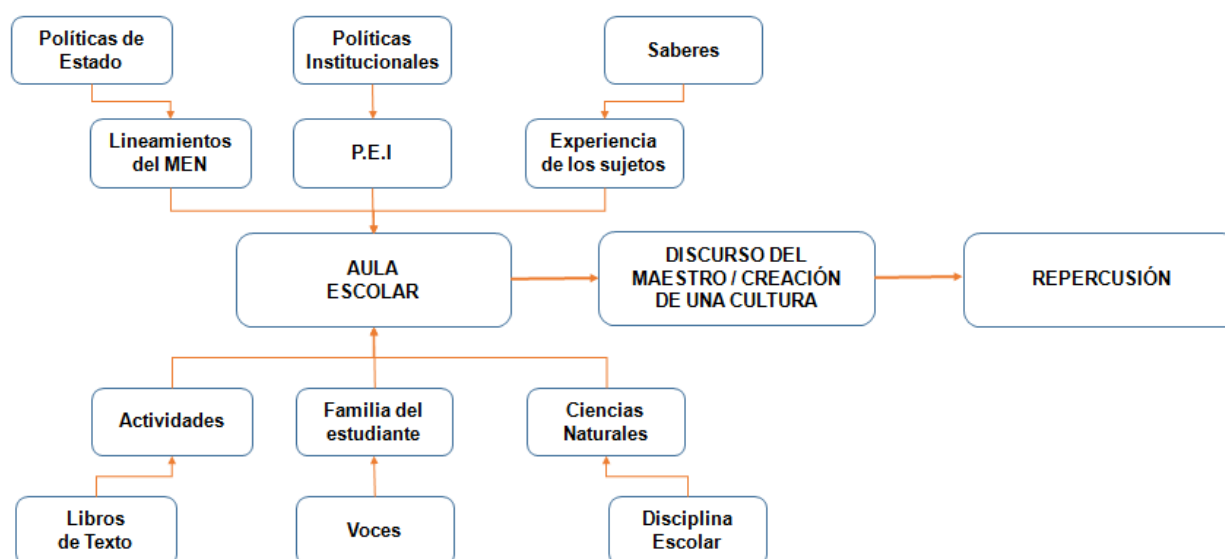 Políticas de
Estado
Políticas
Institucionales
Saberes
Lineamientos
del MEN
P.E.I
Experiencia
de los sujetos
AULA
ESCOLAR
DISCURSO DEL
MAESTRO / CREACIÓN
DE UNA CULTURA
REPERCUSIÓN
Actividades
Familia del
estudiante
Ciencias
Naturales
Libros
de Texto
Voces
Disciplina
Escolar